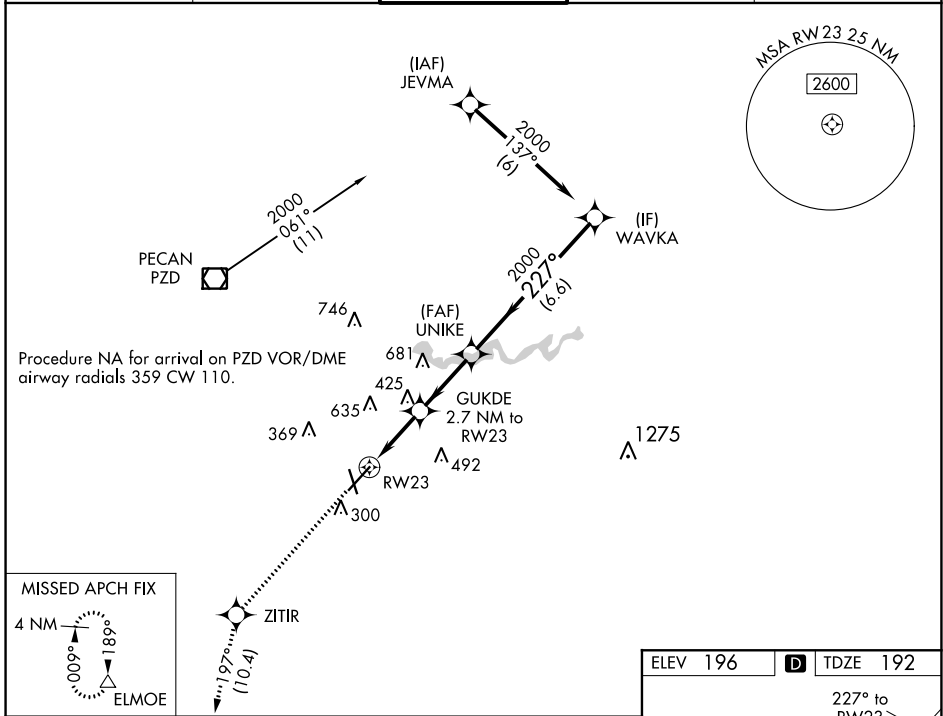 MSA RW23 25 NM
2600
(IAF)
JEVMA
2000
137°
(6)
(IF)
WAVKA
2000
061°
(11)
PECAN
PZD
2000
227°
(6.6)
(FAF)
UNIKE
746
681
Procedure NA for arrival on PZD VOR/DME
airway radials 359 CW 110.
425
635
369
GUKDE
2.7 NM to
RW23
492
1275
RW23
300
ZITIR
197°
(10.4)
MISSED APCH FIX
4 NM
009°
189°
ELMOE
ELEV 196
D
TDZE 192
227° to
RW23